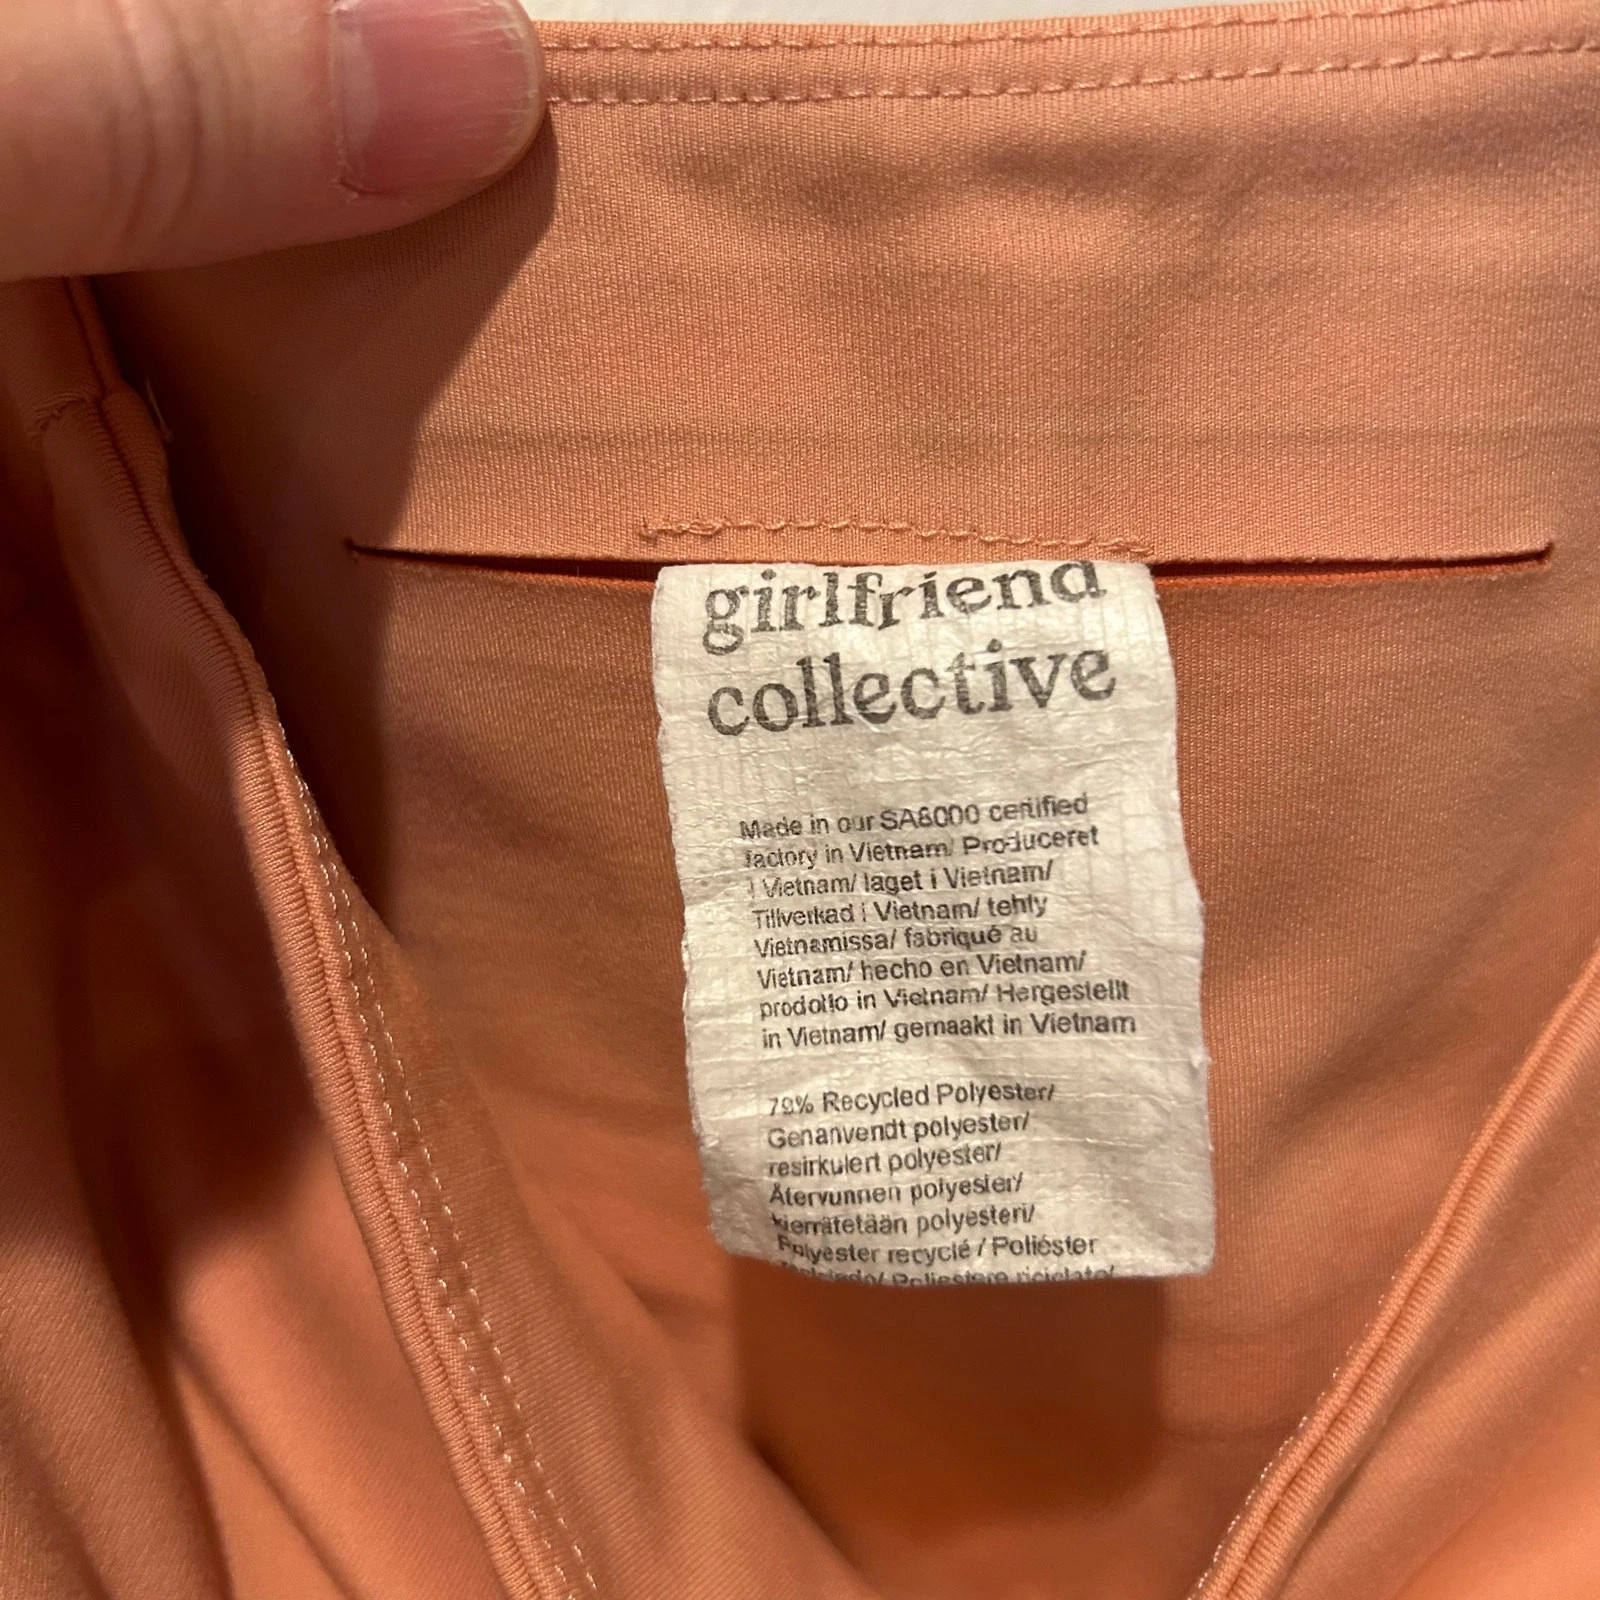 girlfriend
collective
Made in our SA8000 certified
factory in Vietnam/ Produceret
i Vietnam/ laget i Vietnam/
Tillverkad i Vietnam/ tehty
Vietnamissa/ fabriqué au
Vietnam/ hecho en Vietnam/
prodotto in Vietnam/ Hergestellt
in Vietnam/ gemaakt in Vietnam
79% Recycled Polyester/
Genanvendt polyester/
resirkulert polyester/
Återvunnen polyester/
kierrätetään polyesteri/
Polyester recyclé / Poliéster
Poliestere riciclato/